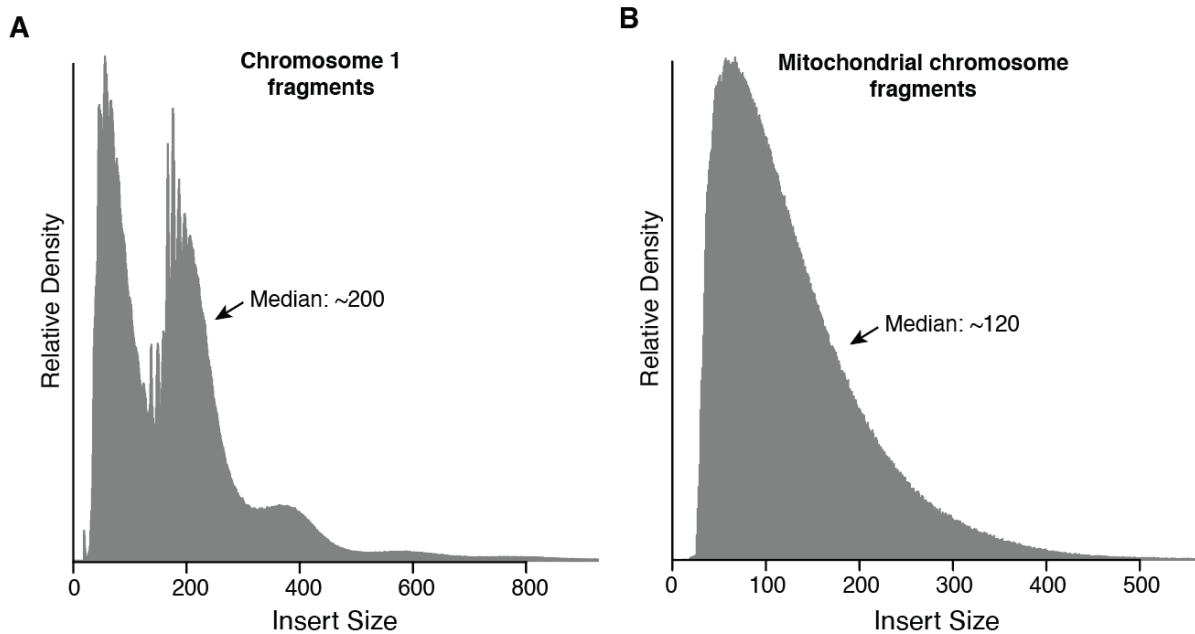 A
Chromosome 1
fragments
Relative Density
Median: ~200
0
200
400
600
800
Insert Size
B
Mitochondrial chromosome
fragments
Relative Density
Median: ~120
0
100
200
300
400
500
Insert Size